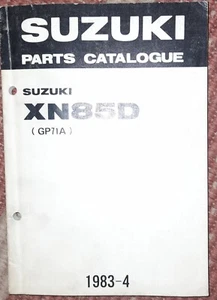 SUZUKI
PARTS CATALOGUE
SUZUKI
XN85D
( GP71A )
1983-4